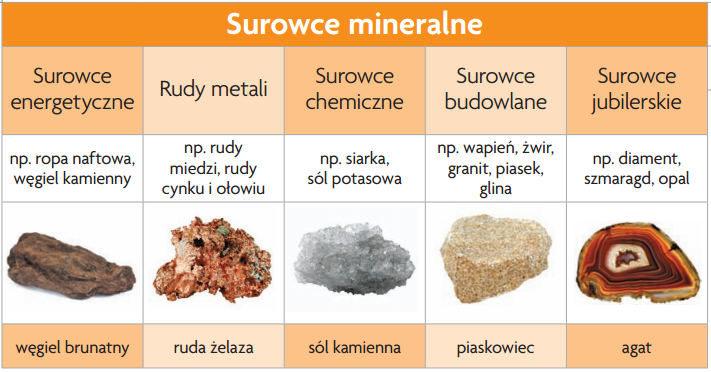 Surowce mineralne
Surowce
energetyczne
Rudy metali
Surowce
chemiczne
Surowce
budowlane
Surowce
jubilerskie
np. ropa naftowa,
węgiel kamienny
np. rudy
miedzi, rudy
cynku i ołowiu
np. siarka,
sól potasowa
np. wapień, żwir,
granit, piasek,
glina
np. diament,
szmaragd, opal
węgiel brunatny
ruda żelaza
sól kamienna
piaskowiec
agat